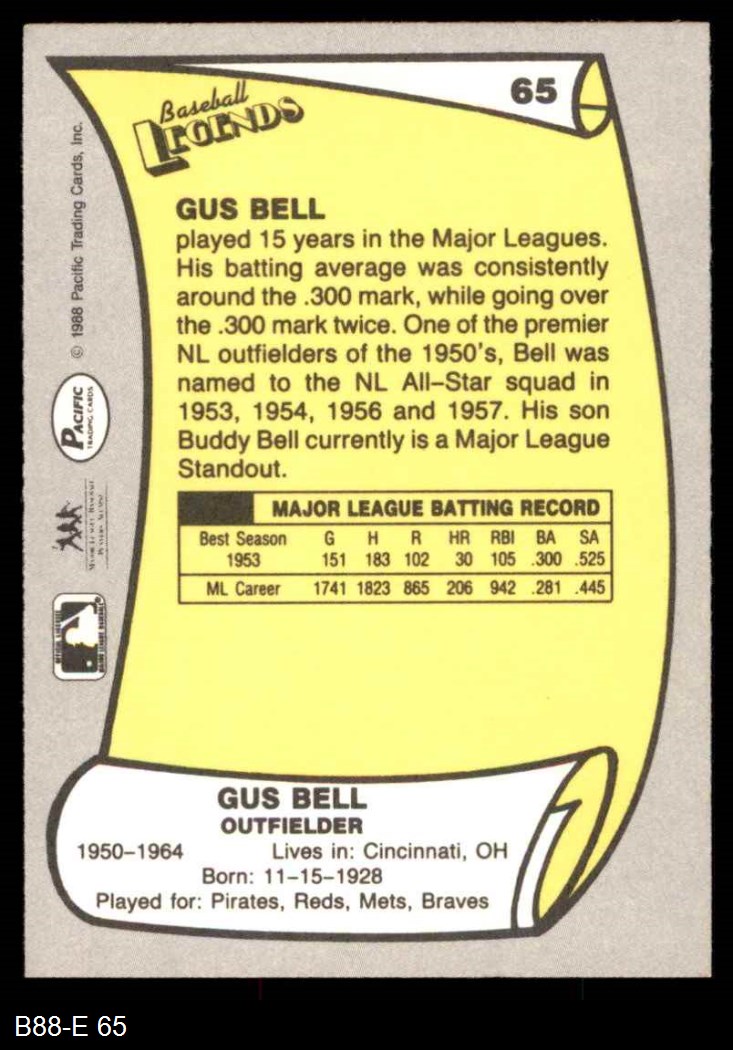 65
Baseball
LEGENDS
GUS BELL
played 15 years in the Major Leagues.
His batting average was consistently
around the .300 mark, while going over
the .300 mark twice. One of the premier
NL outfielders of the 1950's, Bell was
named to the NL All–Star squad in
1953, 1954, 1956 and 1957. His son
Buddy Bell currently is a Major League
Standout.
MAJOR LEAGUE BATTING RECORD
Best Season G H R HR RBI BA SA
1953 151 183 102 30 105 .300 .525
ML Career 1741 1823 865 206 942 .281 .445
GUS BELL
OUTFIELDER
1950–1964 Lives in: Cincinnati, OH
Born: 11–15–1928
Played for: Pirates, Reds, Mets, Braves
© 1988 Pacific Trading Cards, Inc.
PACIFIC
TRADING CARDS
B88-E 65